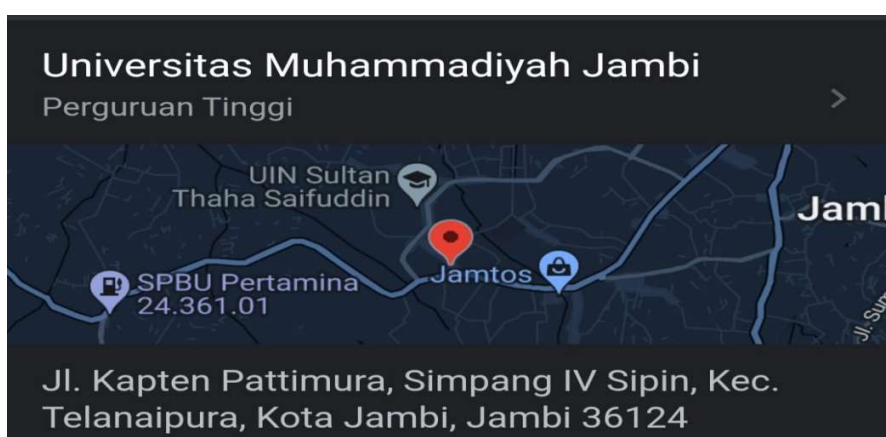 Universitas Muhammadiyah Jambi
Perguruan Tinggi
UIN Sultan
Thaha Saifuddin
Jamtos
SPBU Pertamina
24.361.01
Jl. Kapten Pattimura, Simpang IV Sipin, Kec.
Telanaipura, Kota Jambi, Jambi 36124